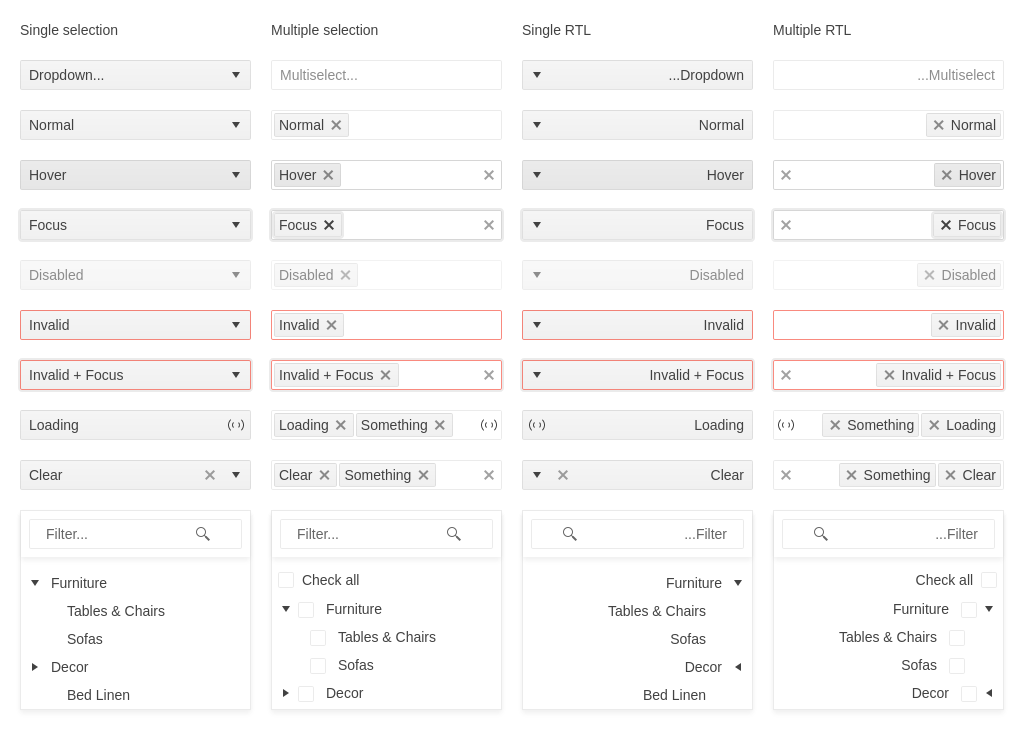 Single selection
Multiple selection
Single RTL
Multiple RTL
Dropdown...
Multiselect...
...Dropdown
...Multiselect
Normal
Normal
Normal
Normal
Hover
Hover
Hover
Hover
Focus
Focus
Focus
Focus
Disabled
Disabled
Disabled
Disabled
Invalid
Invalid
Invalid
Invalid
Invalid + Focus
Invalid + Focus
Invalid + Focus
Invalid + Focus
Loading
Loading Something
Loading
Something Loading
Clear
Clear Something
Clear
Something Clear
Filter...
Furniture
Tables & Chairs
Sofas
Decor
Bed Linen
Filter...
Check all
Furniture
Tables & Chairs
Sofas
Decor
...Filter
Furniture
Tables & Chairs
Sofas
Decor
Bed Linen
...Filter
Check all
Furniture
Tables & Chairs
Sofas
Decor